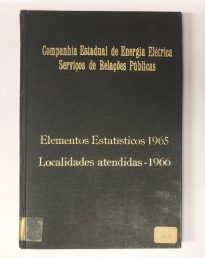 Companhia Estadual de Energia Elétrica
Serviços de Relações Públicas
Elementos Estatísticos 1965
Localidades atendidas - 1966